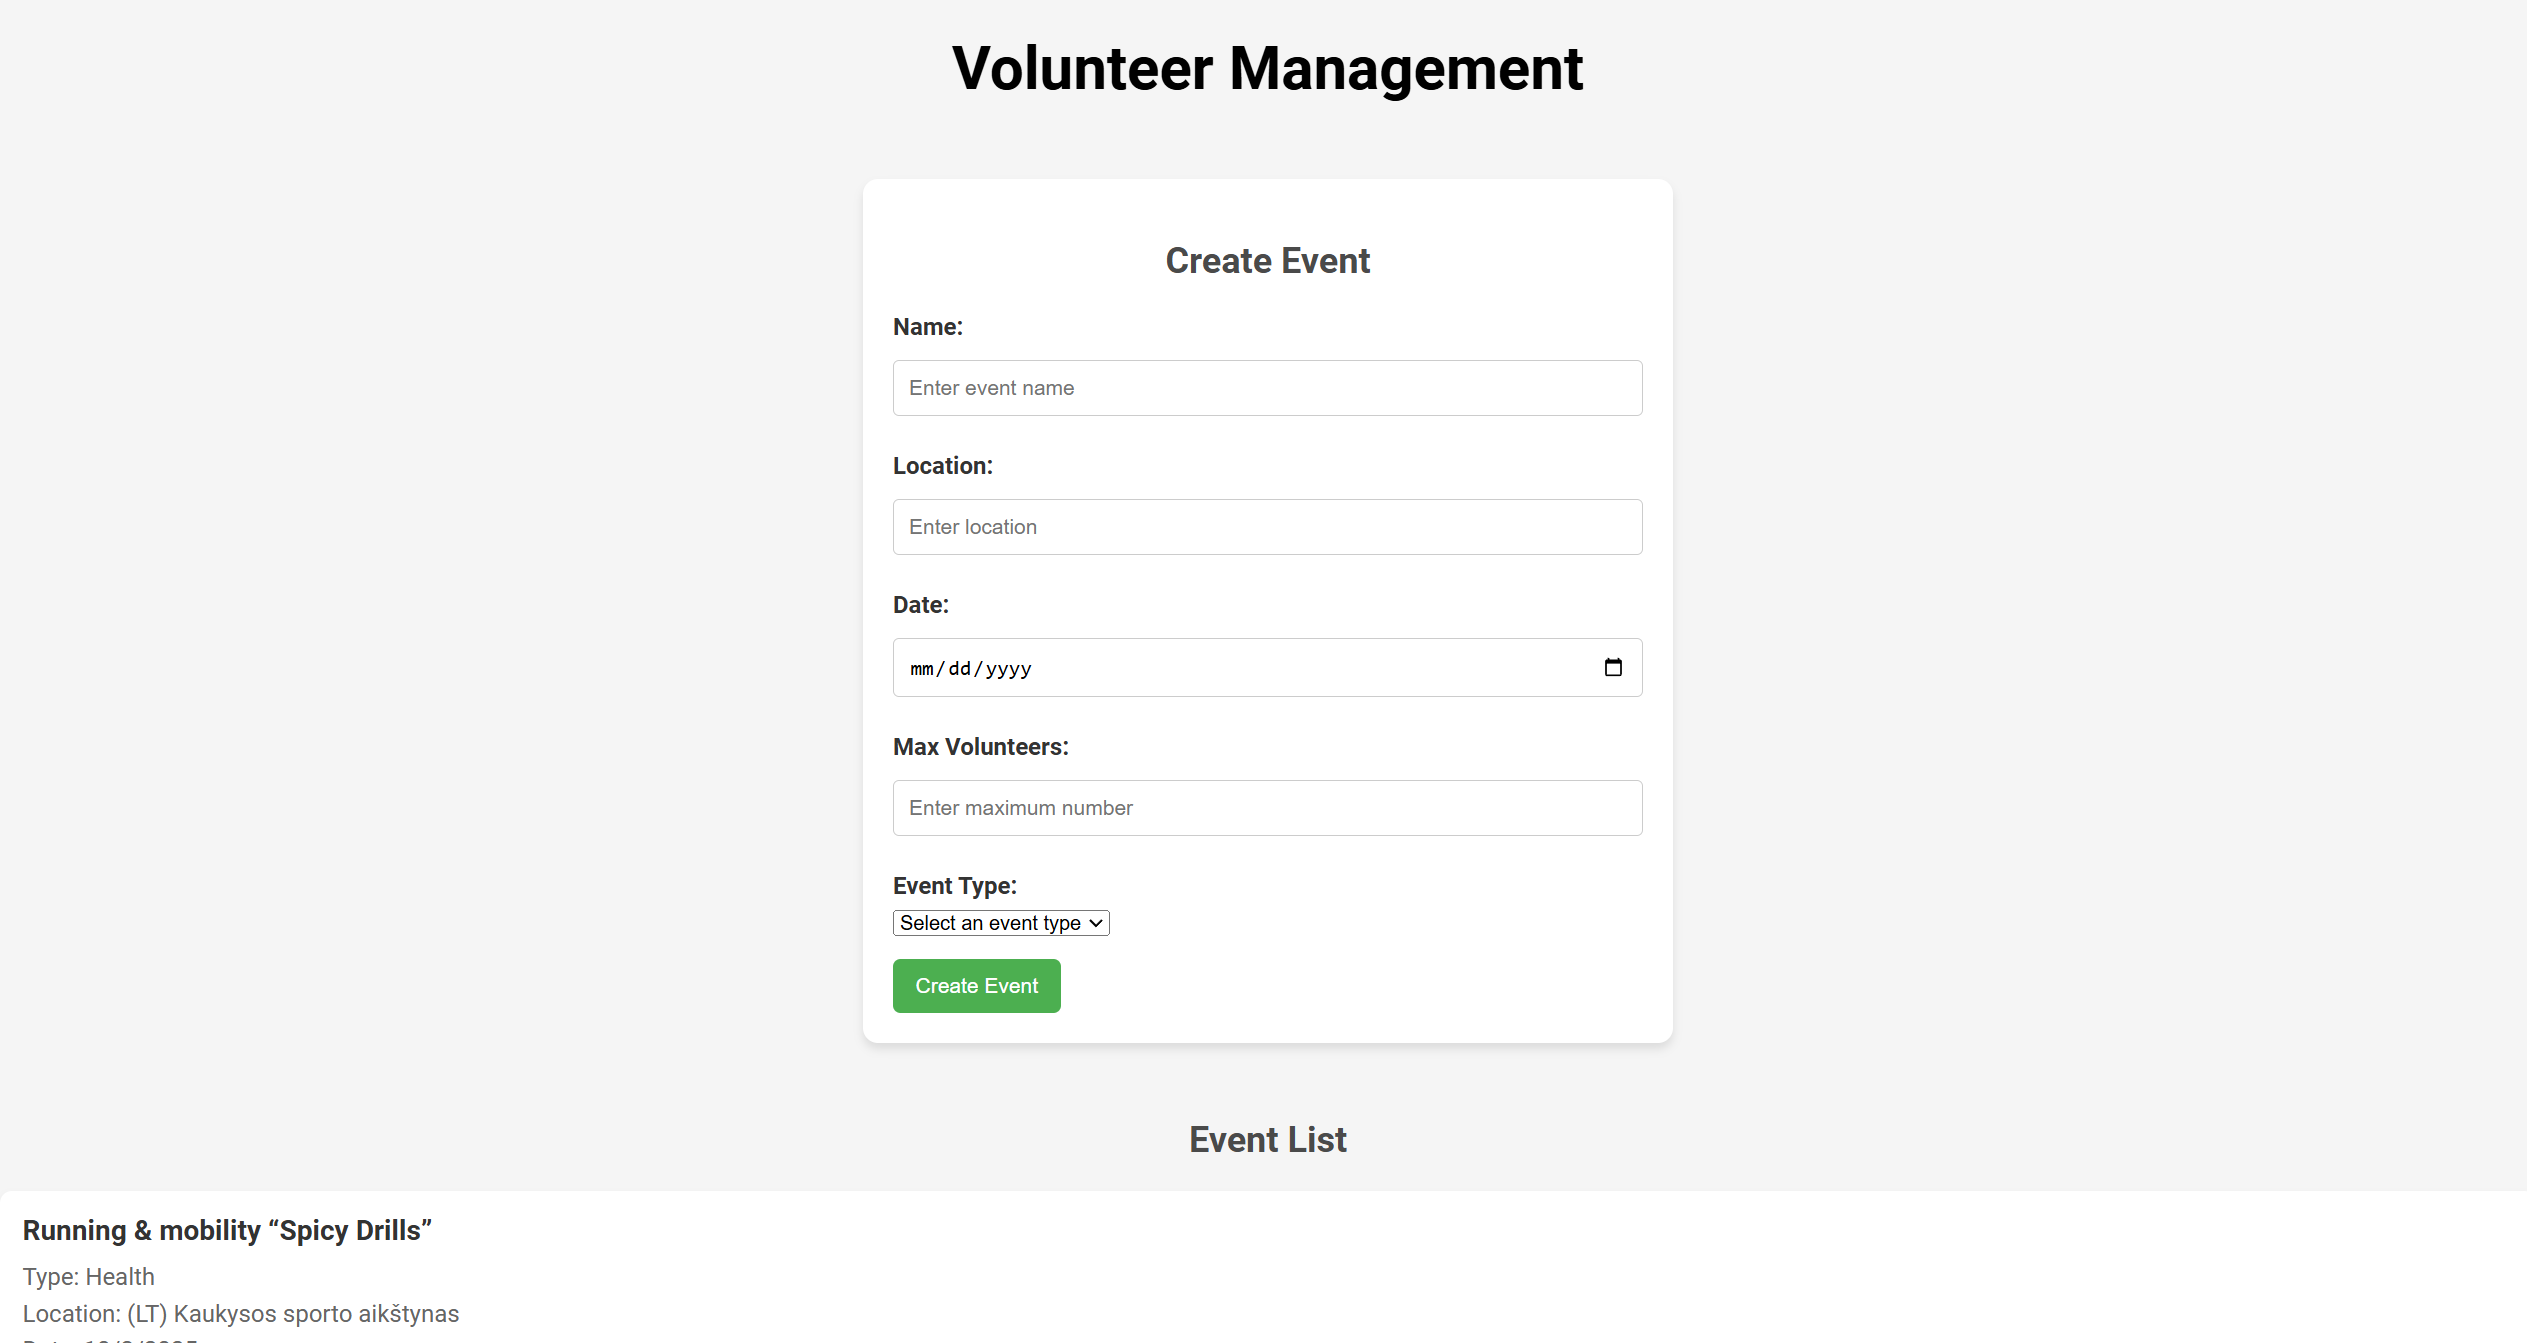 Volunteer Management
Create Event
Name:
Enter event name
Location:
Enter location
Date:
mm/dd/yyyy
Max Volunteers:
Enter maximum number
Event Type:
Select an event type
Create Event
Event List
Running & mobility “Spicy Drills”
Type: Health
Location: (LT) Kaukysos sporto aikštynas